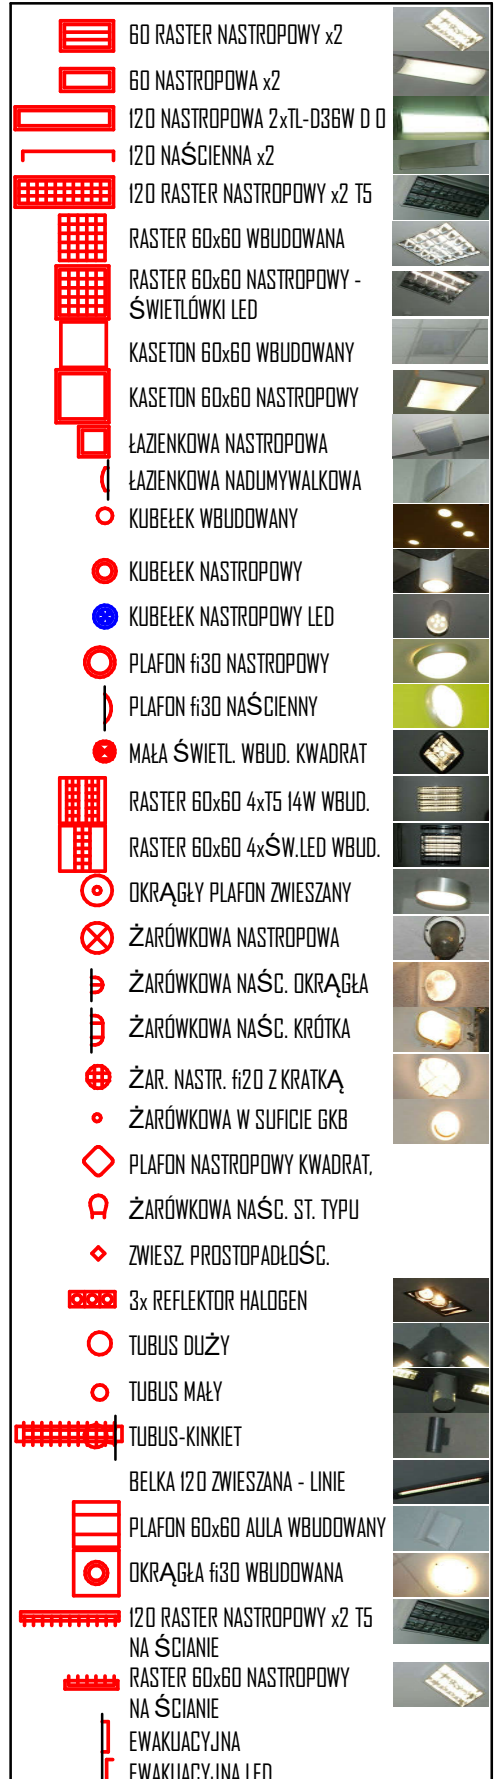 60 RASTER NASTROPOWY x2
60 NASTROPOWA x2
120 NASTROPOWA 2xTL-D36W D 0
120 NAŚCIENNA x2
120 RASTER NASTROPOWY x2 T5
RASTER 60x60 WBUDOWANA
RASTER 60x60 NASTROPOWY -
ŚWIETLÓWKI LED
KASETON 60x60 WBUDOWANY
KASETON 60x60 NASTROPOWY
ŁAZIENKOWA NASTROPOWA
ŁAZIENKOWA NADUMYWALKOWA
KUBEŁEK WBUDOWANY
KUBEŁEK NASTROPOWY
KUBEŁEK NASTROPOWY LED
PLAFON fi30 NASTROPOWY
PLAFON fi30 NAŚCIENNY
MAŁA ŚWIETL. WBUD. KWADRAT
RASTER 60x60 4xT5 14W WBUD.
RASTER 60x60 4xŚW.LED WBUD.
OKRĄGŁY PLAFON ZWIESZANY
ŻARÓWKOWA NASTROPOWA
ŻARÓWKOWA NAŚC. OKRĄGŁA
ŻARÓWKOWA NAŚC. KRÓTKA
ŻAR. NASTR. fi20 Z KRATKĄ
ŻARÓWKOWA W SUFICIE GKB
PLAFON NASTROPOWY KWADRAT,
ŻARÓWKOWA NAŚC. ST. TYPU
ZWIESZ. PROSTOPADŁOŚC.
3x REFLEKTOR HALOGEN
TUBUS DUŻY
TUBUS MAŁY
TUBUS-KINKIET
BELKA 120 ZWIESZANA - LINIE
PLAFON 60x60 AULA WBUDOWANY
OKRĄGŁA fi30 WBUDOWANA
120 RASTER NASTROPOWY x2 T5
NA ŚCIANIE
RASTER 60x60 NASTROPOWY
NA ŚCIANIE
EWAKUACYJNA
EWAKUACYJNA LED